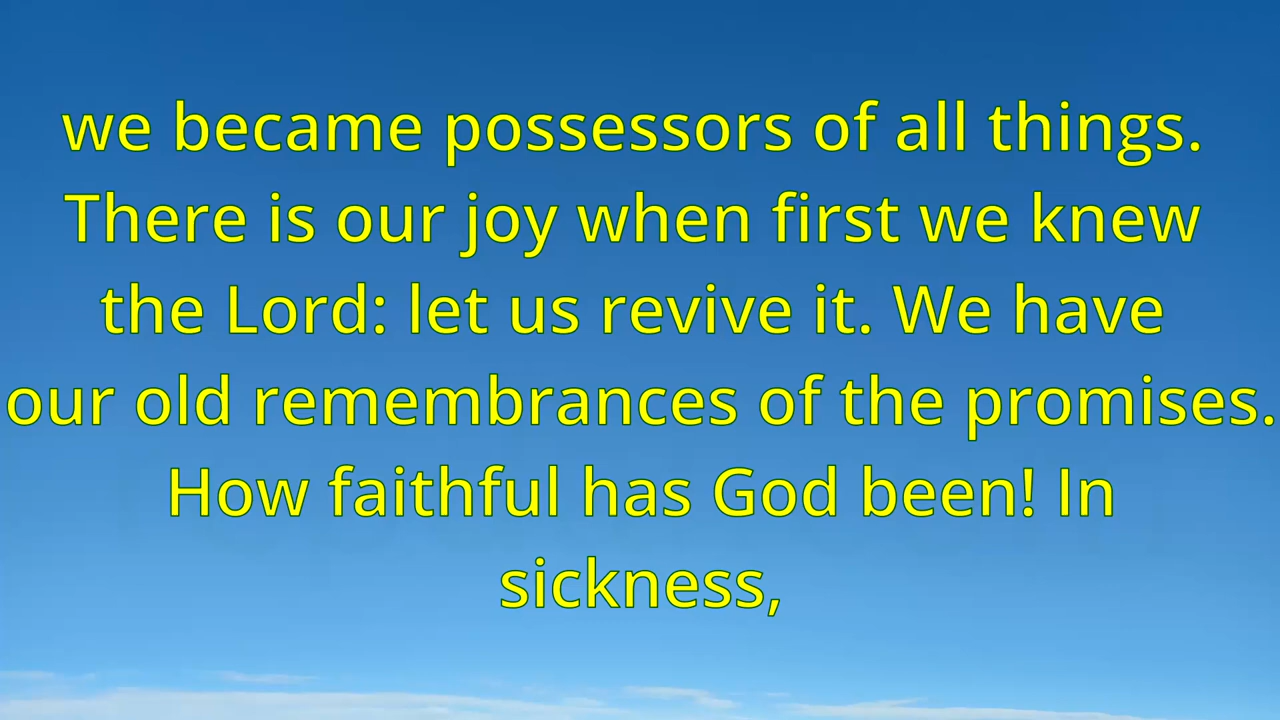 we became possessors of all things.
There is our joy when first we knew
the Lord: let us revive it. We have
our old remembrances of the promises.
How faithful has God been! In
sickness,